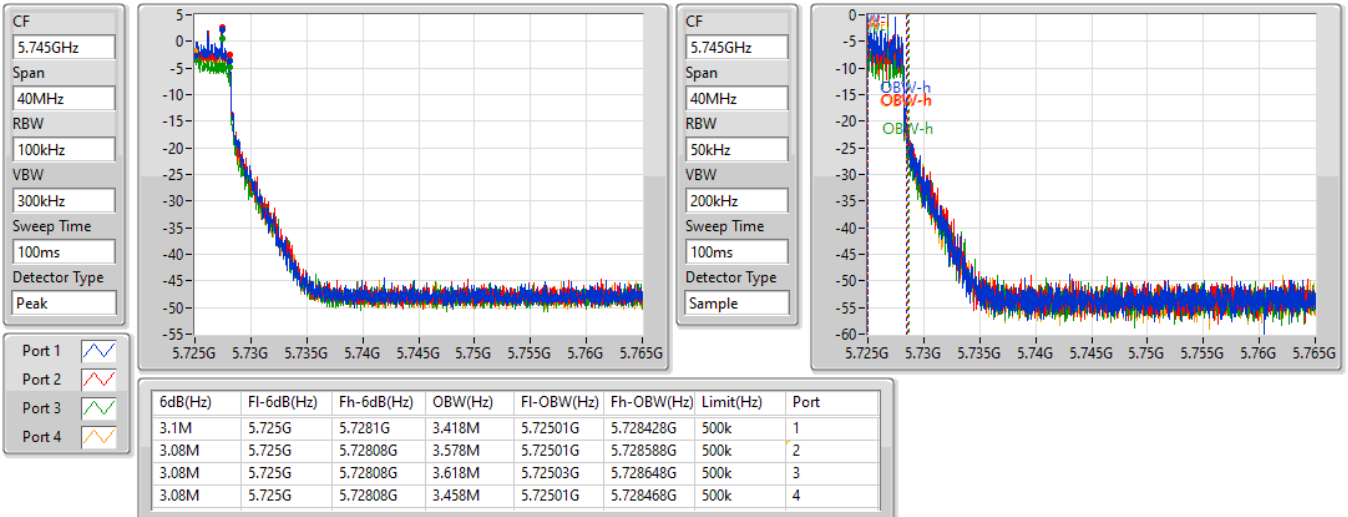 CF
5.745GHz
Span
40MHz
RBW
100kHz
VBW
300kHz
Sweep Time
100ms
Detector Type
Peak
5
0
-5
-10
-15
-20
-25
-30
-35
-40
-45
-50
-55
5.725G 5.73G 5.735G 5.74G 5.745G 5.75G 5.755G 5.76G 5.765G
CF
5.745GHz
Span
40MHz
RBW
50kHz
VBW
200kHz
Sweep Time
100ms
Detector Type
Sample
0
-5
-10
-15
-20
-25
-30
-35
-40
-45
-50
-55
-60
OBW-h
OBW-h
OBW-h
5.725G 5.73G 5.735G 5.74G 5.745G 5.75G 5.755G 5.76G 5.765G
Port 1
Port 2
Port 3
Port 4
6dB(Hz) Fl-6dB(Hz) Fh-6dB(Hz) OBW(Hz) Fl-OBW(Hz) Fh-OBW(Hz) Limit(Hz) Port
3.1M 5.725G 5.7281G 3.418M 5.72501G 5.728428G 500k 1
3.08M 5.725G 5.72808G 3.578M 5.72501G 5.728588G 500k 2
3.08M 5.725G 5.72808G 3.618M 5.72503G 5.728648G 500k 3
3.08M 5.725G 5.72808G 3.458M 5.72501G 5.728468G 500k 4